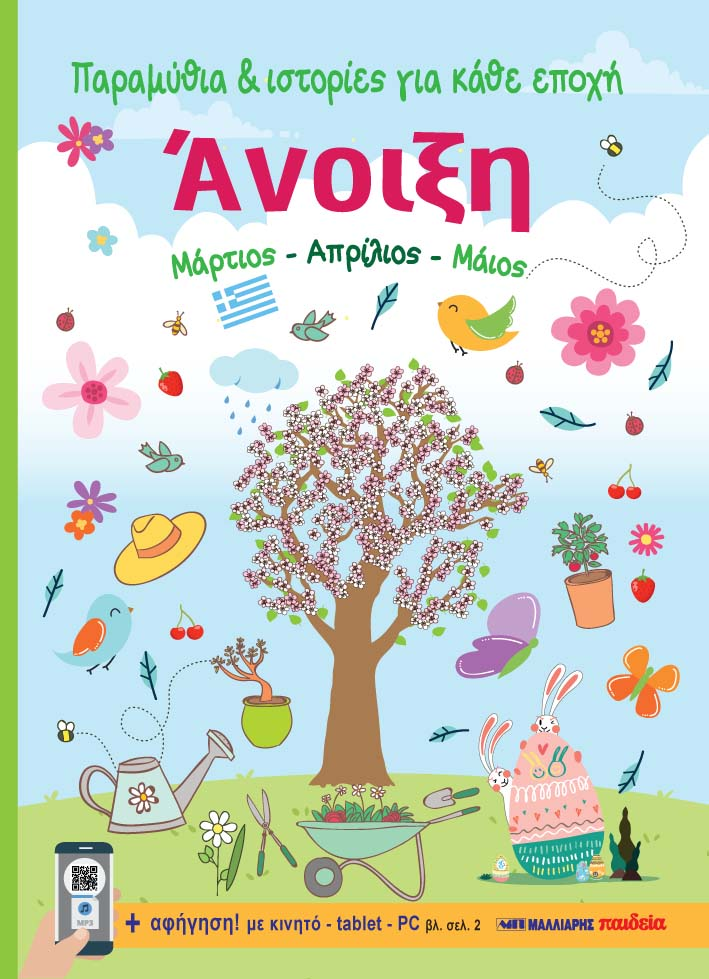 Παραμύθια & ιστορίες για κάθε εποχή
Άνοιξη
Μάρτιος - Απρίλιος - Μάιος
MP3
+ αφήγηση! με κινητό - tablet - PC βλ. σελ. 2
ΜΠ ΜΑΛΛΙΑΡΗΣ παιδεία